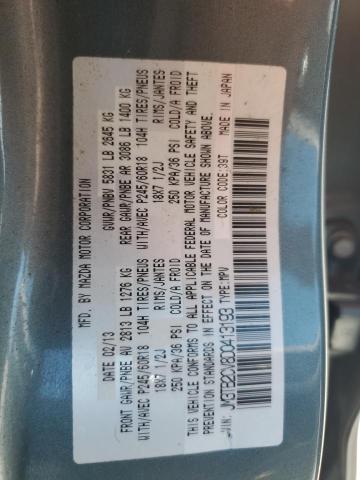 MFD BY MAZDA MOTOR CORPORATION
DATE 02/13 GVWR/PNBV 5831 LB 2645 KG
FRONT GAWR/PNBE AV 2813 LB 1276 KG REAR GAWR/PNBE AR 3086 LB 1400 KG
WITH/AVEC P245/60R18 104H TIRES/PNEUS WITH/AVEC P245/60R18 104H TIRES/PNEUS
18X7 1/2J RIMS/JANTES 18X7 1/2J RIMS/JANTES
250 KPA/36 PSI COLD/A FROID 250 KPA/36 PSI COLD/A FROID
THIS VEHICLE CONFORMS TO ALL APPLICABLE FEDERAL MOTOR VEHICLE SAFETY AND THEFT
PREVENTION STANDARDS IN EFFECT ON THE DATE OF MANUFACTURE SHOWN ABOVE.
COLOR CODE:39T MADE IN JAPAN
VIN: JM3TB2CV8D0413193 TYPE:MPV